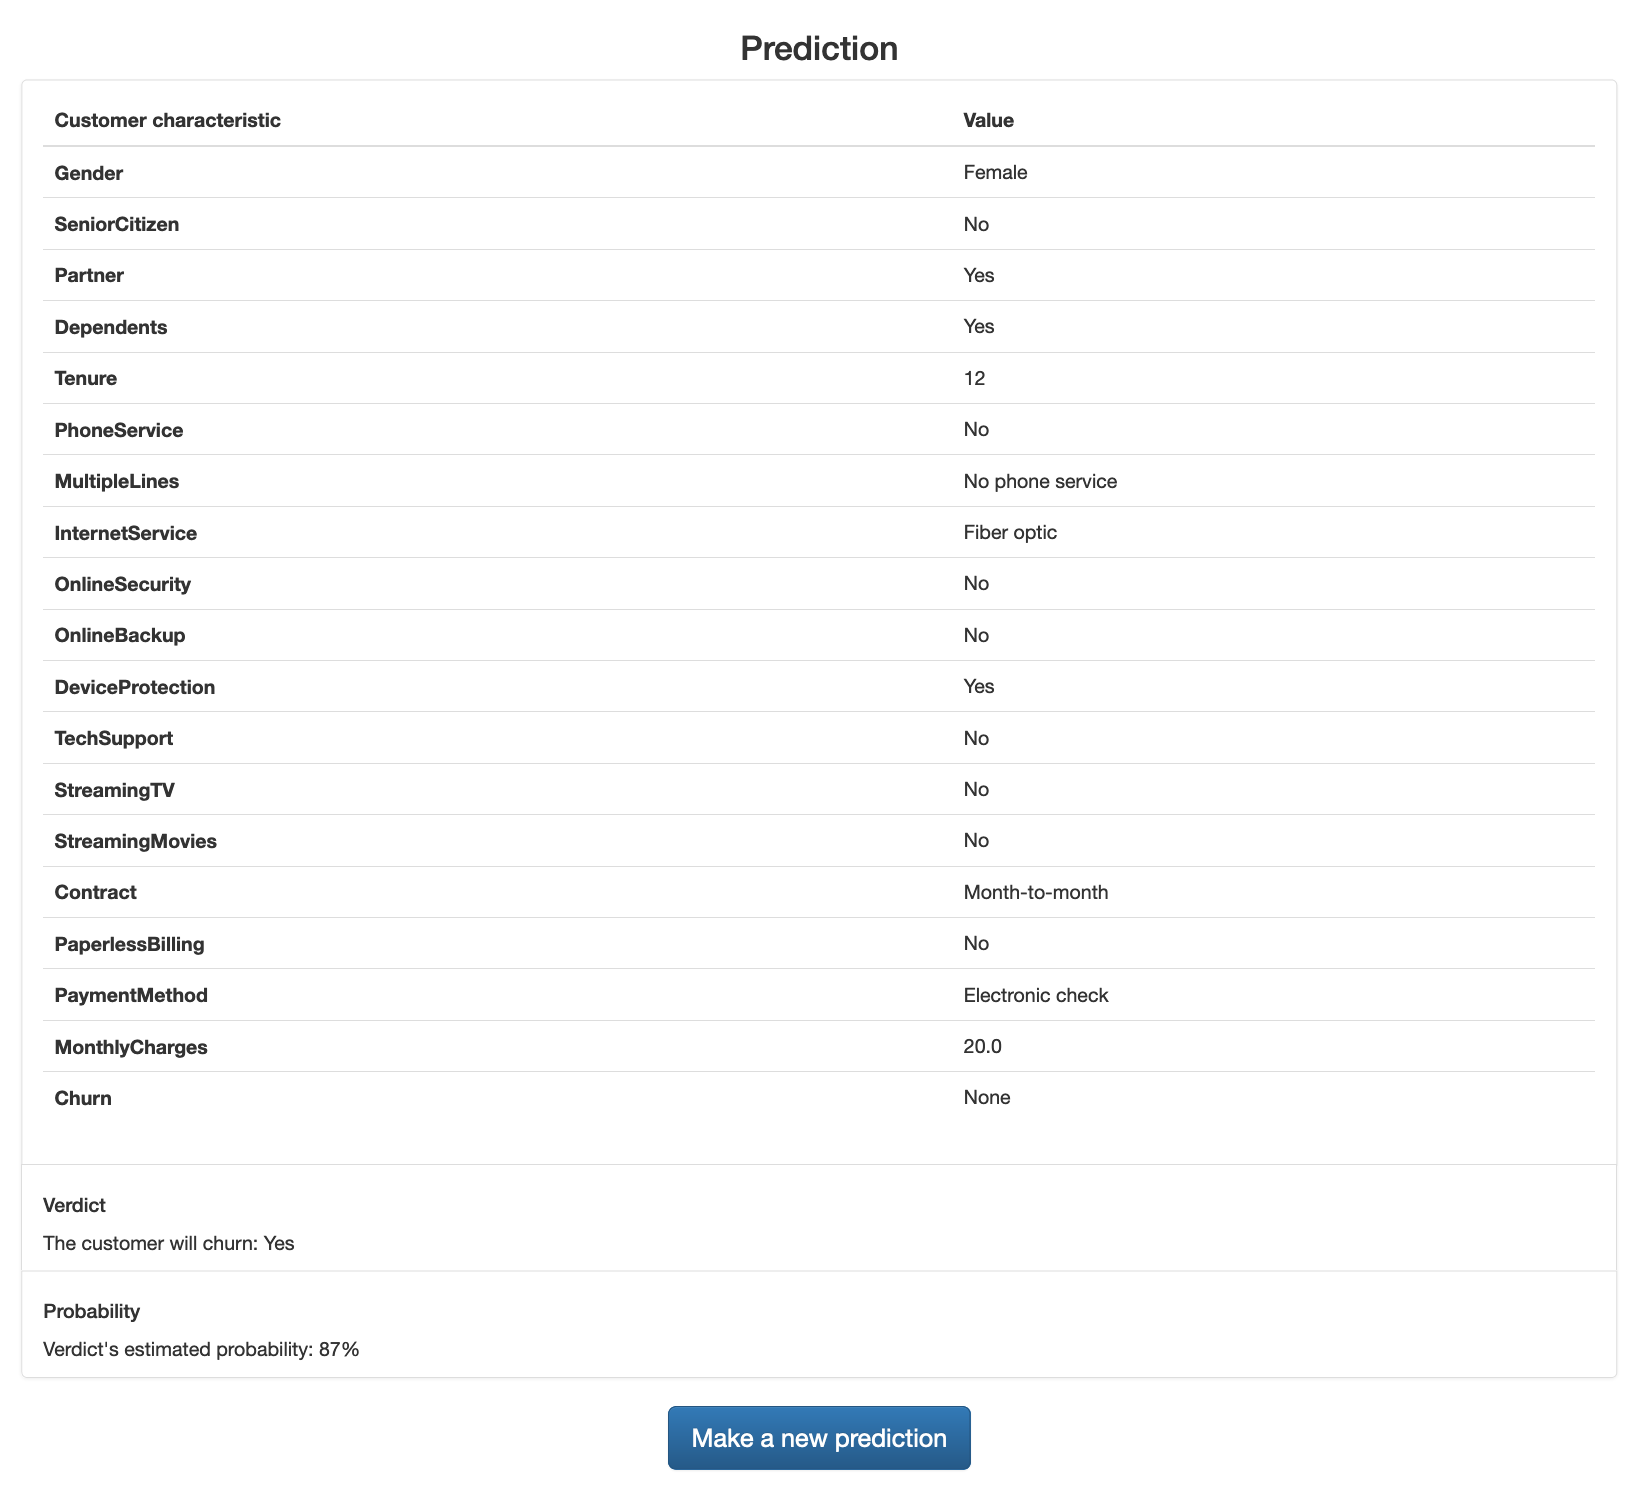 Prediction
Customer characteristic Value
Gender Female
SeniorCitizen No
Partner Yes
Dependents Yes
Tenure 12
PhoneService No
MultipleLines No phone service
InternetService Fiber optic
OnlineSecurity No
OnlineBackup No
DeviceProtection Yes
TechSupport No
StreamingTV No
StreamingMovies No
Contract Month-to-month
PaperlessBilling No
PaymentMethod Electronic check
MonthlyCharges 20.0
Churn None
Verdict
The customer will churn: Yes
Probability
Verdict's estimated probability: 87%
Make a new prediction